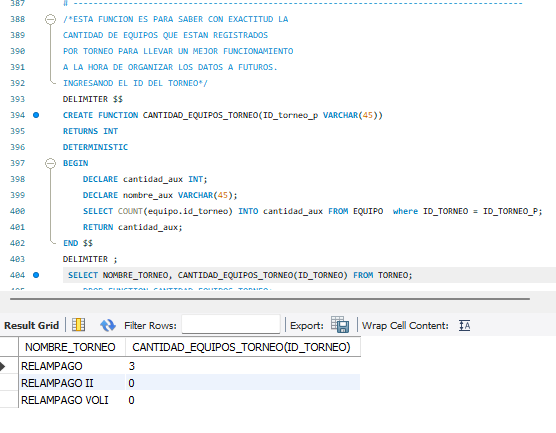 387 # ---
388 /*ESTA FUNCION ES PARA SABER CON EXACTITUD LA
389 CANTIDAD DE EQUIPOS QUE ESTAN REGISTRADOS
390 POR TORNEO PARA LLEVAR UN MEJOR FUNCIONAMIENTO
391 A LA HORA DE ORGANIZAR LOS DATOS A FUTUROS.
392 INGRESANOD EL ID DEL TORNEO*/
393 DELIMITER $$
394 CREATE FUNCTION CANTIDAD_EQUIPOS_TORNEO(ID_torneo_p VARCHAR(45))
395 RETURNS INT
396 DETERMINISTIC
397 BEGIN
398 DECLARE cantidad_aux INT;
399 DECLARE nombre_aux VARCHAR(45);
400 SELECT COUNT(equipo.id_torneo) INTO cantidad_aux FROM EQUIPO where ID_TORNEO = ID_TORNEO_P;
401 RETURN cantidad_aux;
402 END $$
403 DELIMITER ;
404 SELECT NOMBRE_TORNEO, CANTIDAD_EQUIPOS_TORNEO(ID_TORNEO) FROM TORNEO;
Result Grid Filter Rows: Export: Wrap Cell Content:
NOMBRE_TORNEO CANTIDAD_EQUIPOS_TORNEO(ID_TORNEO)
RELAMPAGO 3
RELAMPAGO II 0
RELAMPAGO VOLI 0